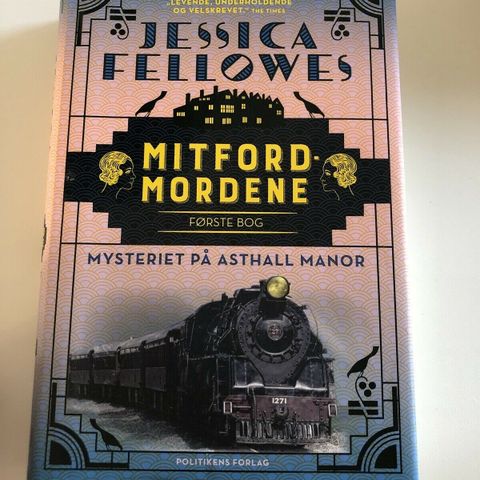 „LEVENDE, UNDERHOLDENDE
OG VELSKREVET.” THE TIMES
JESSICA
FELLOWES
MITFORD-
MORDENE
FØRSTE BOG
MYSTERIET PÅ ASTHALL MANOR
1271
POLITIKENS FORLAG